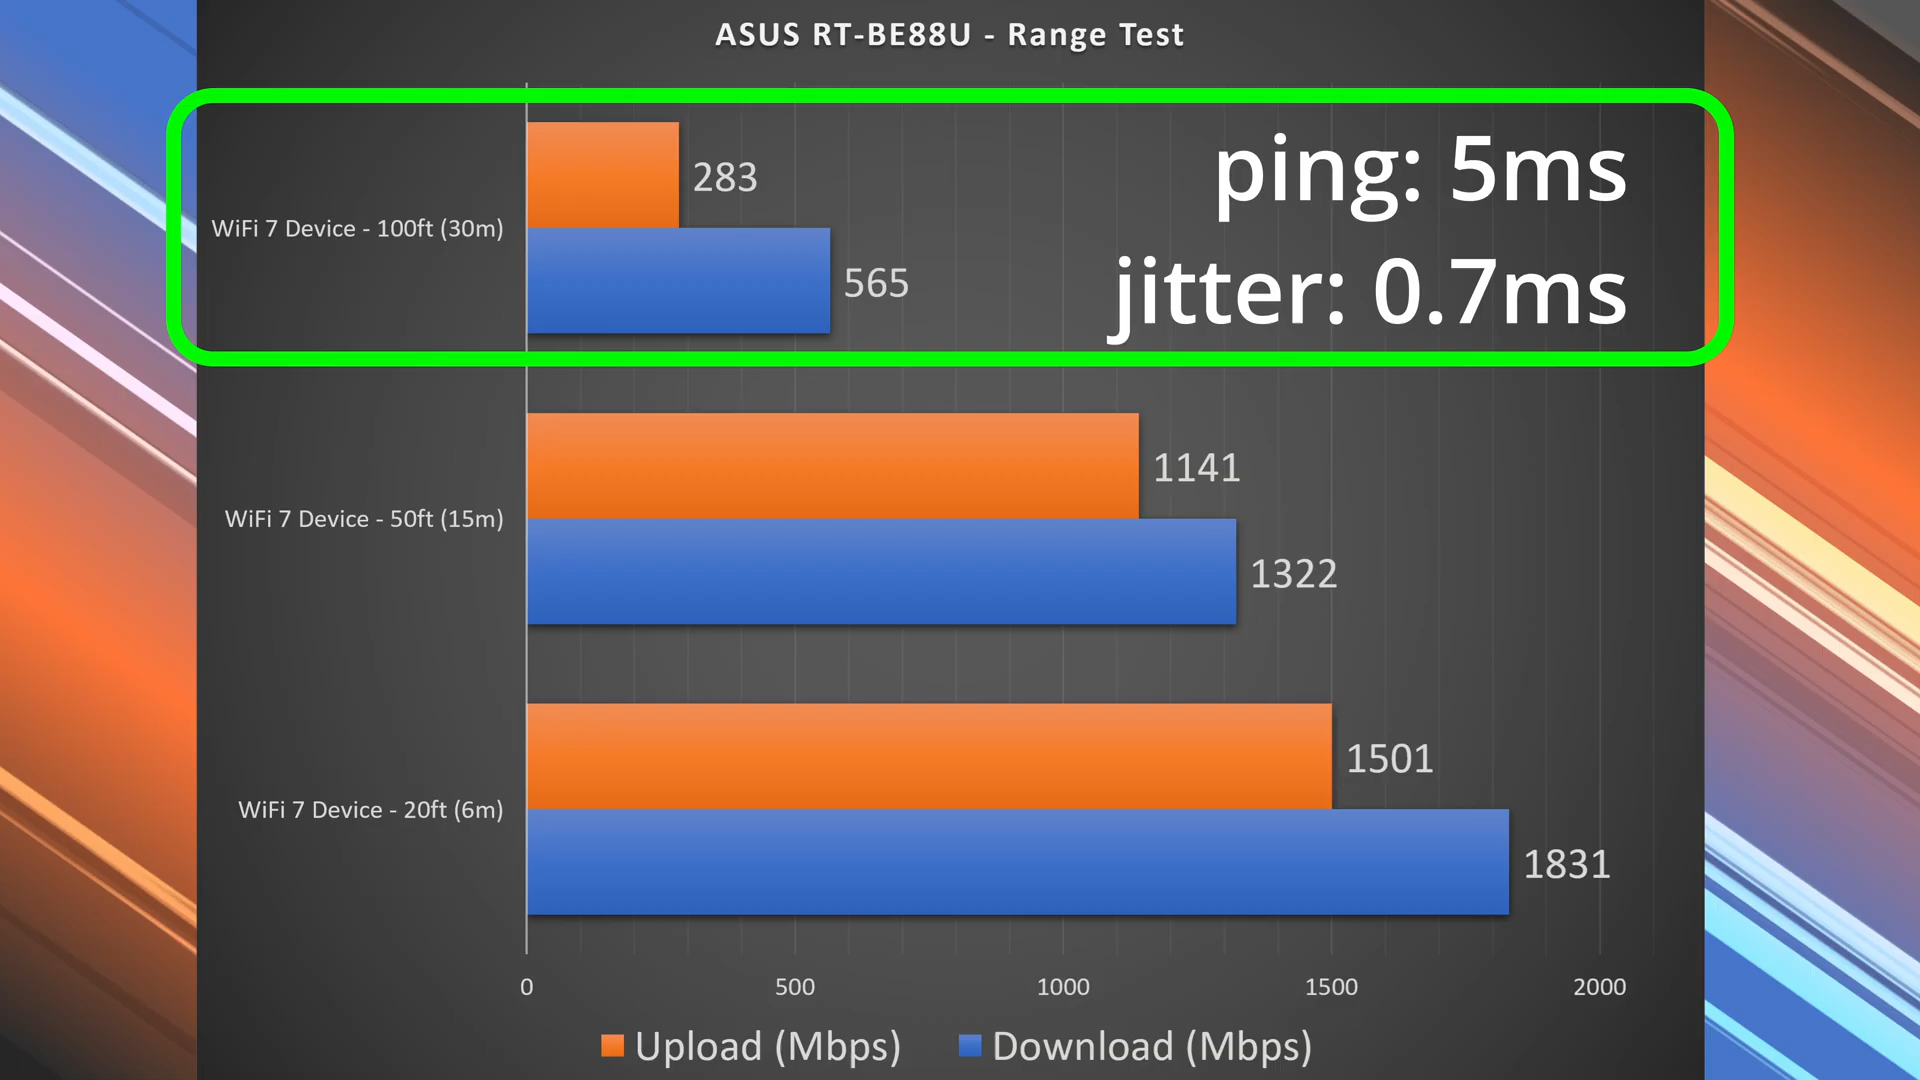 ASUS RT-BE88U - Range Test
ping: 5ms
jitter: 0.7ms
WiFi 7 Device - 100ft (30m)
283
565
WiFi 7 Device - 50ft (15m)
1141
1322
WiFi 7 Device - 20ft (6m)
1501
1831
0 500 1000 1500 2000
Upload (Mbps) Download (Mbps)